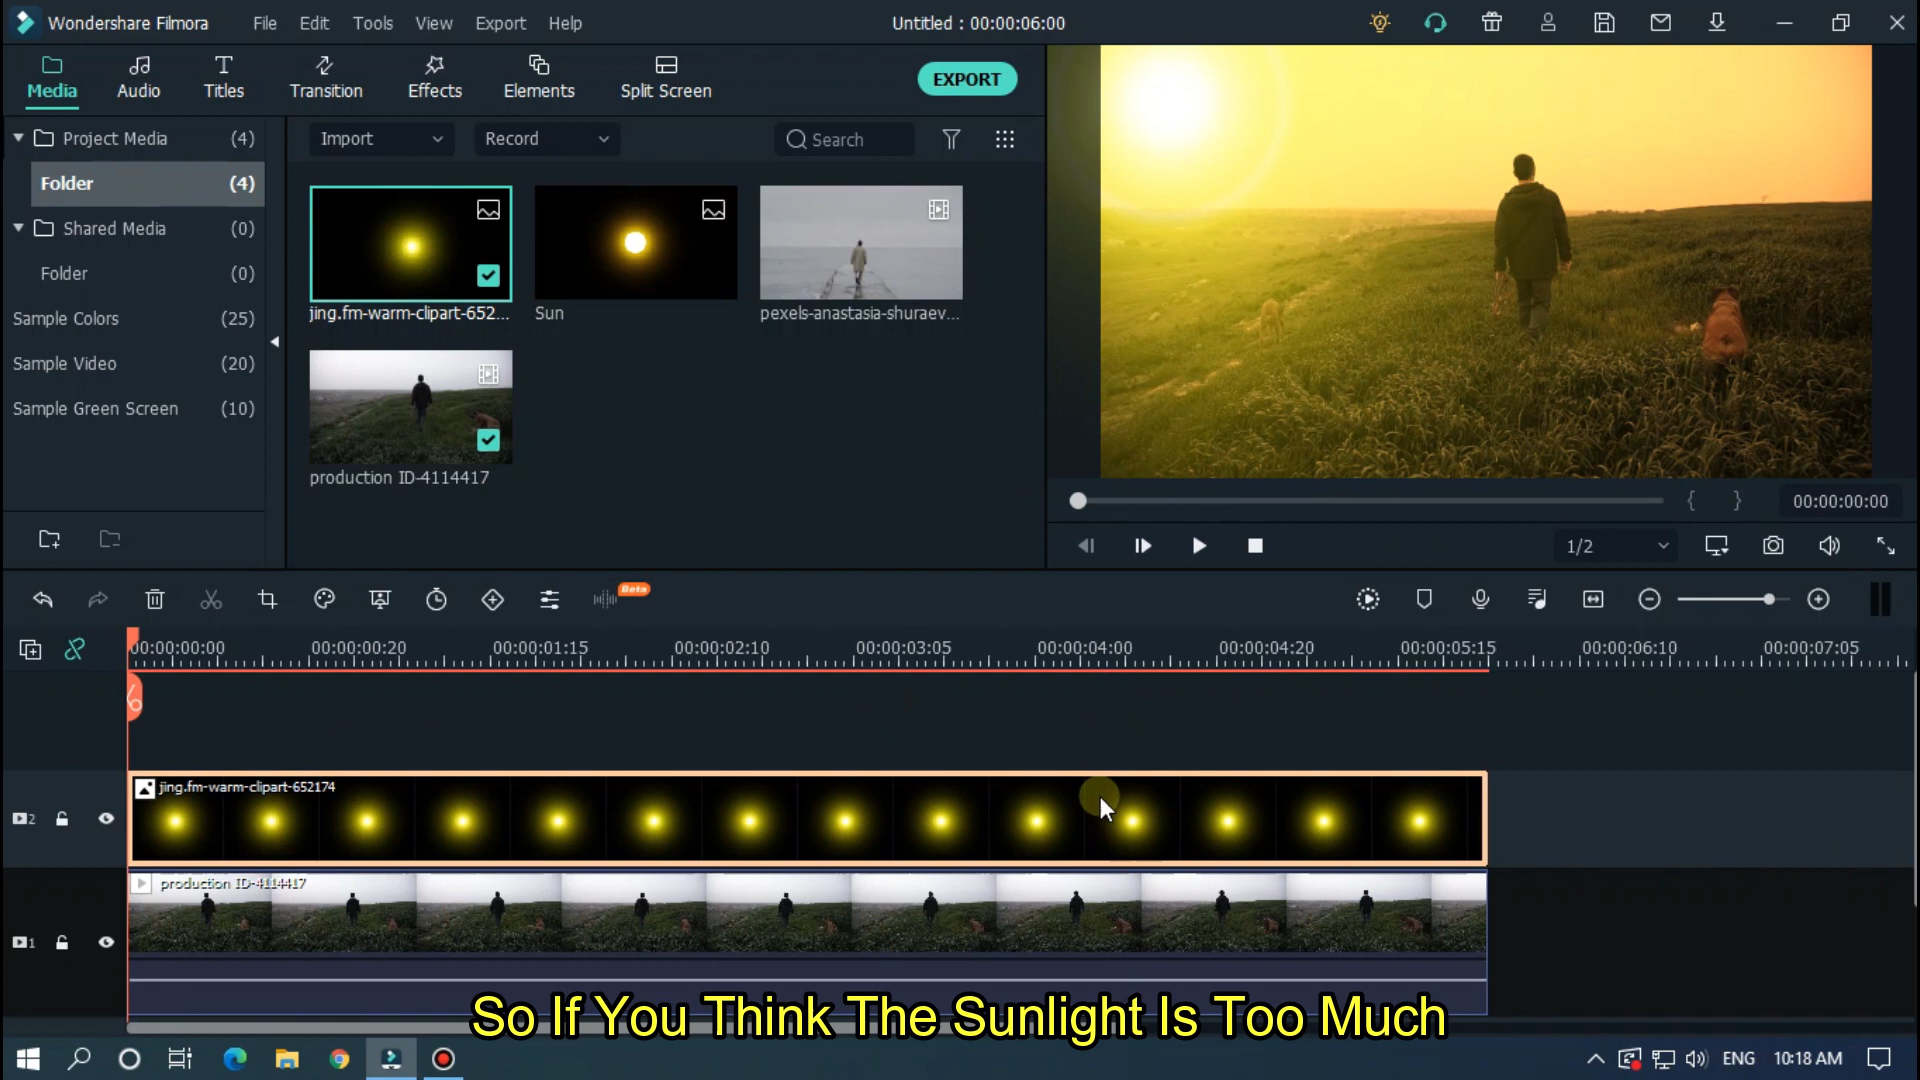 Wondershare Filmora
File
Edit
Tools
View
Export
Help
Untitled : 00:00:06:00
Media
Audio
Titles
Transition
Effects
Elements
Split Screen
EXPORT
Project Media (4)
Folder (4)
Shared Media (0)
Folder (0)
Sample Colors (25)
Sample Video (20)
Sample Green Screen (10)
Import
Record
Search
jing.fm-warm-clipart-652...
Sun
pexels-anastasia-shuraev...
production ID-4114417
{ } 00:00:00:00
1/2
Beta
00:00:00:00 00:00:00:20 00:00:01:15 00:00:02:10 00:00:03:05 00:00:04:00 00:00:04:20 00:00:05:15 00:00:06:10 00:00:07:05
jing.fm-warm-clipart-652174
2
production ID-4114417
1
So If You Think The Sunlight Is Too Much
ENG 10:18 AM